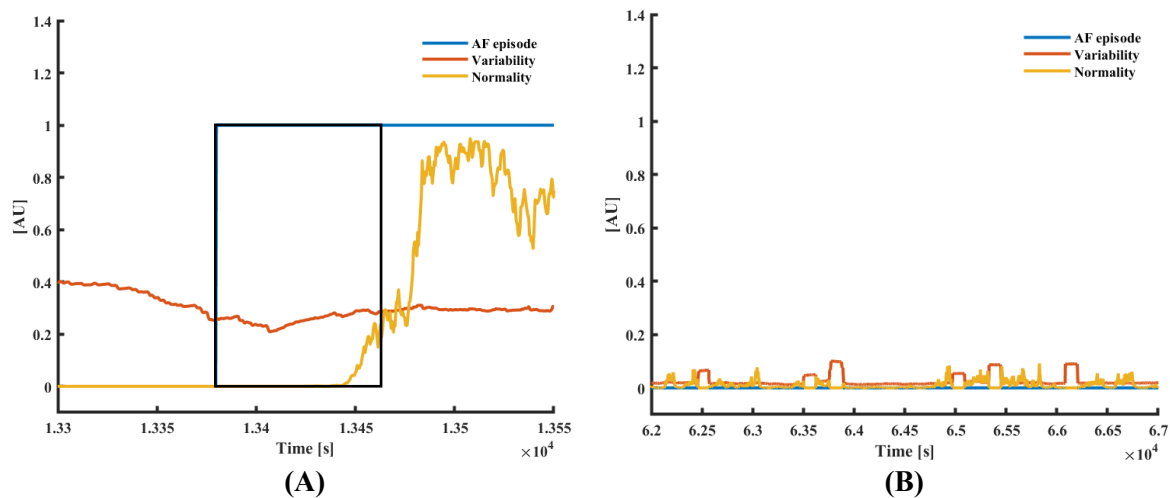 1.4
1.2
1
0.8
0.6
0.4
0.2
0
[AU]
AF episode
Variability
Normality
1.33
1.335
1.34
1.345
1.35
1.355
Time [s]
×10⁴
(A)
1.4
1.2
1
0.8
0.6
0.4
0.2
0
[AU]
AF episode
Variability
Normality
6.2
6.25
6.3
6.35
6.4
6.45
6.5
6.55
6.6
6.65
6.7
Time [s]
×10⁴
(B)